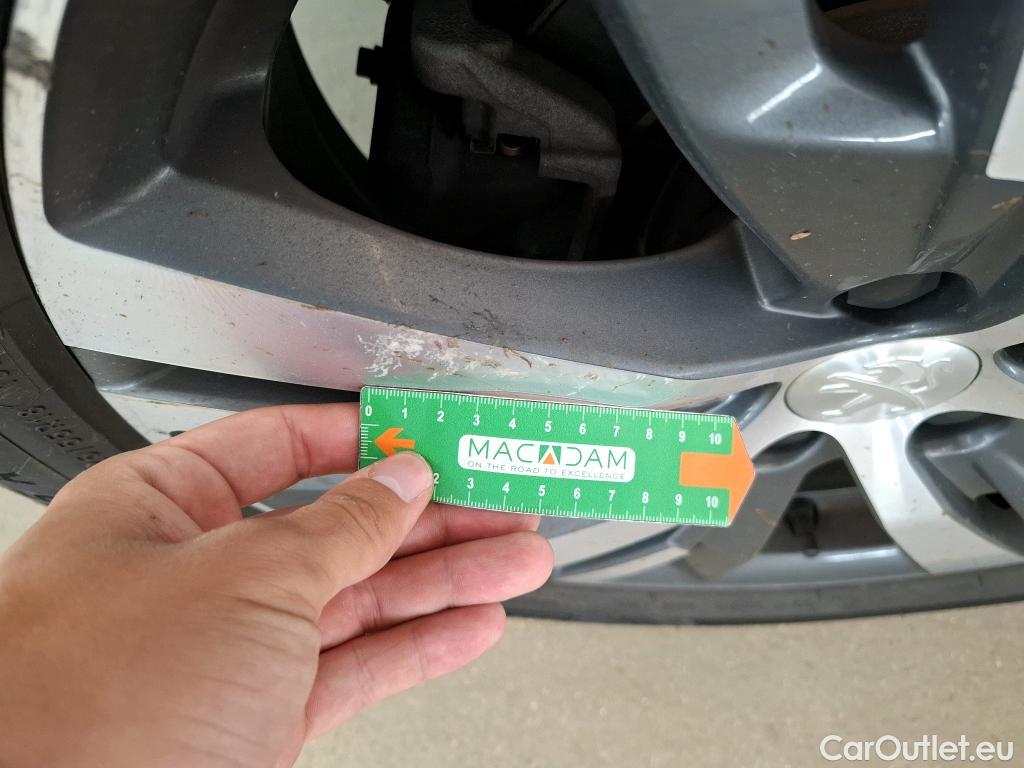 0 1 2 3 4 5 6 7 8 9 10
MACADAM
ON THE ROAD TO EXCELLENCE
2 3 4 5 6 7 8 9 10
CarOutlet.eu